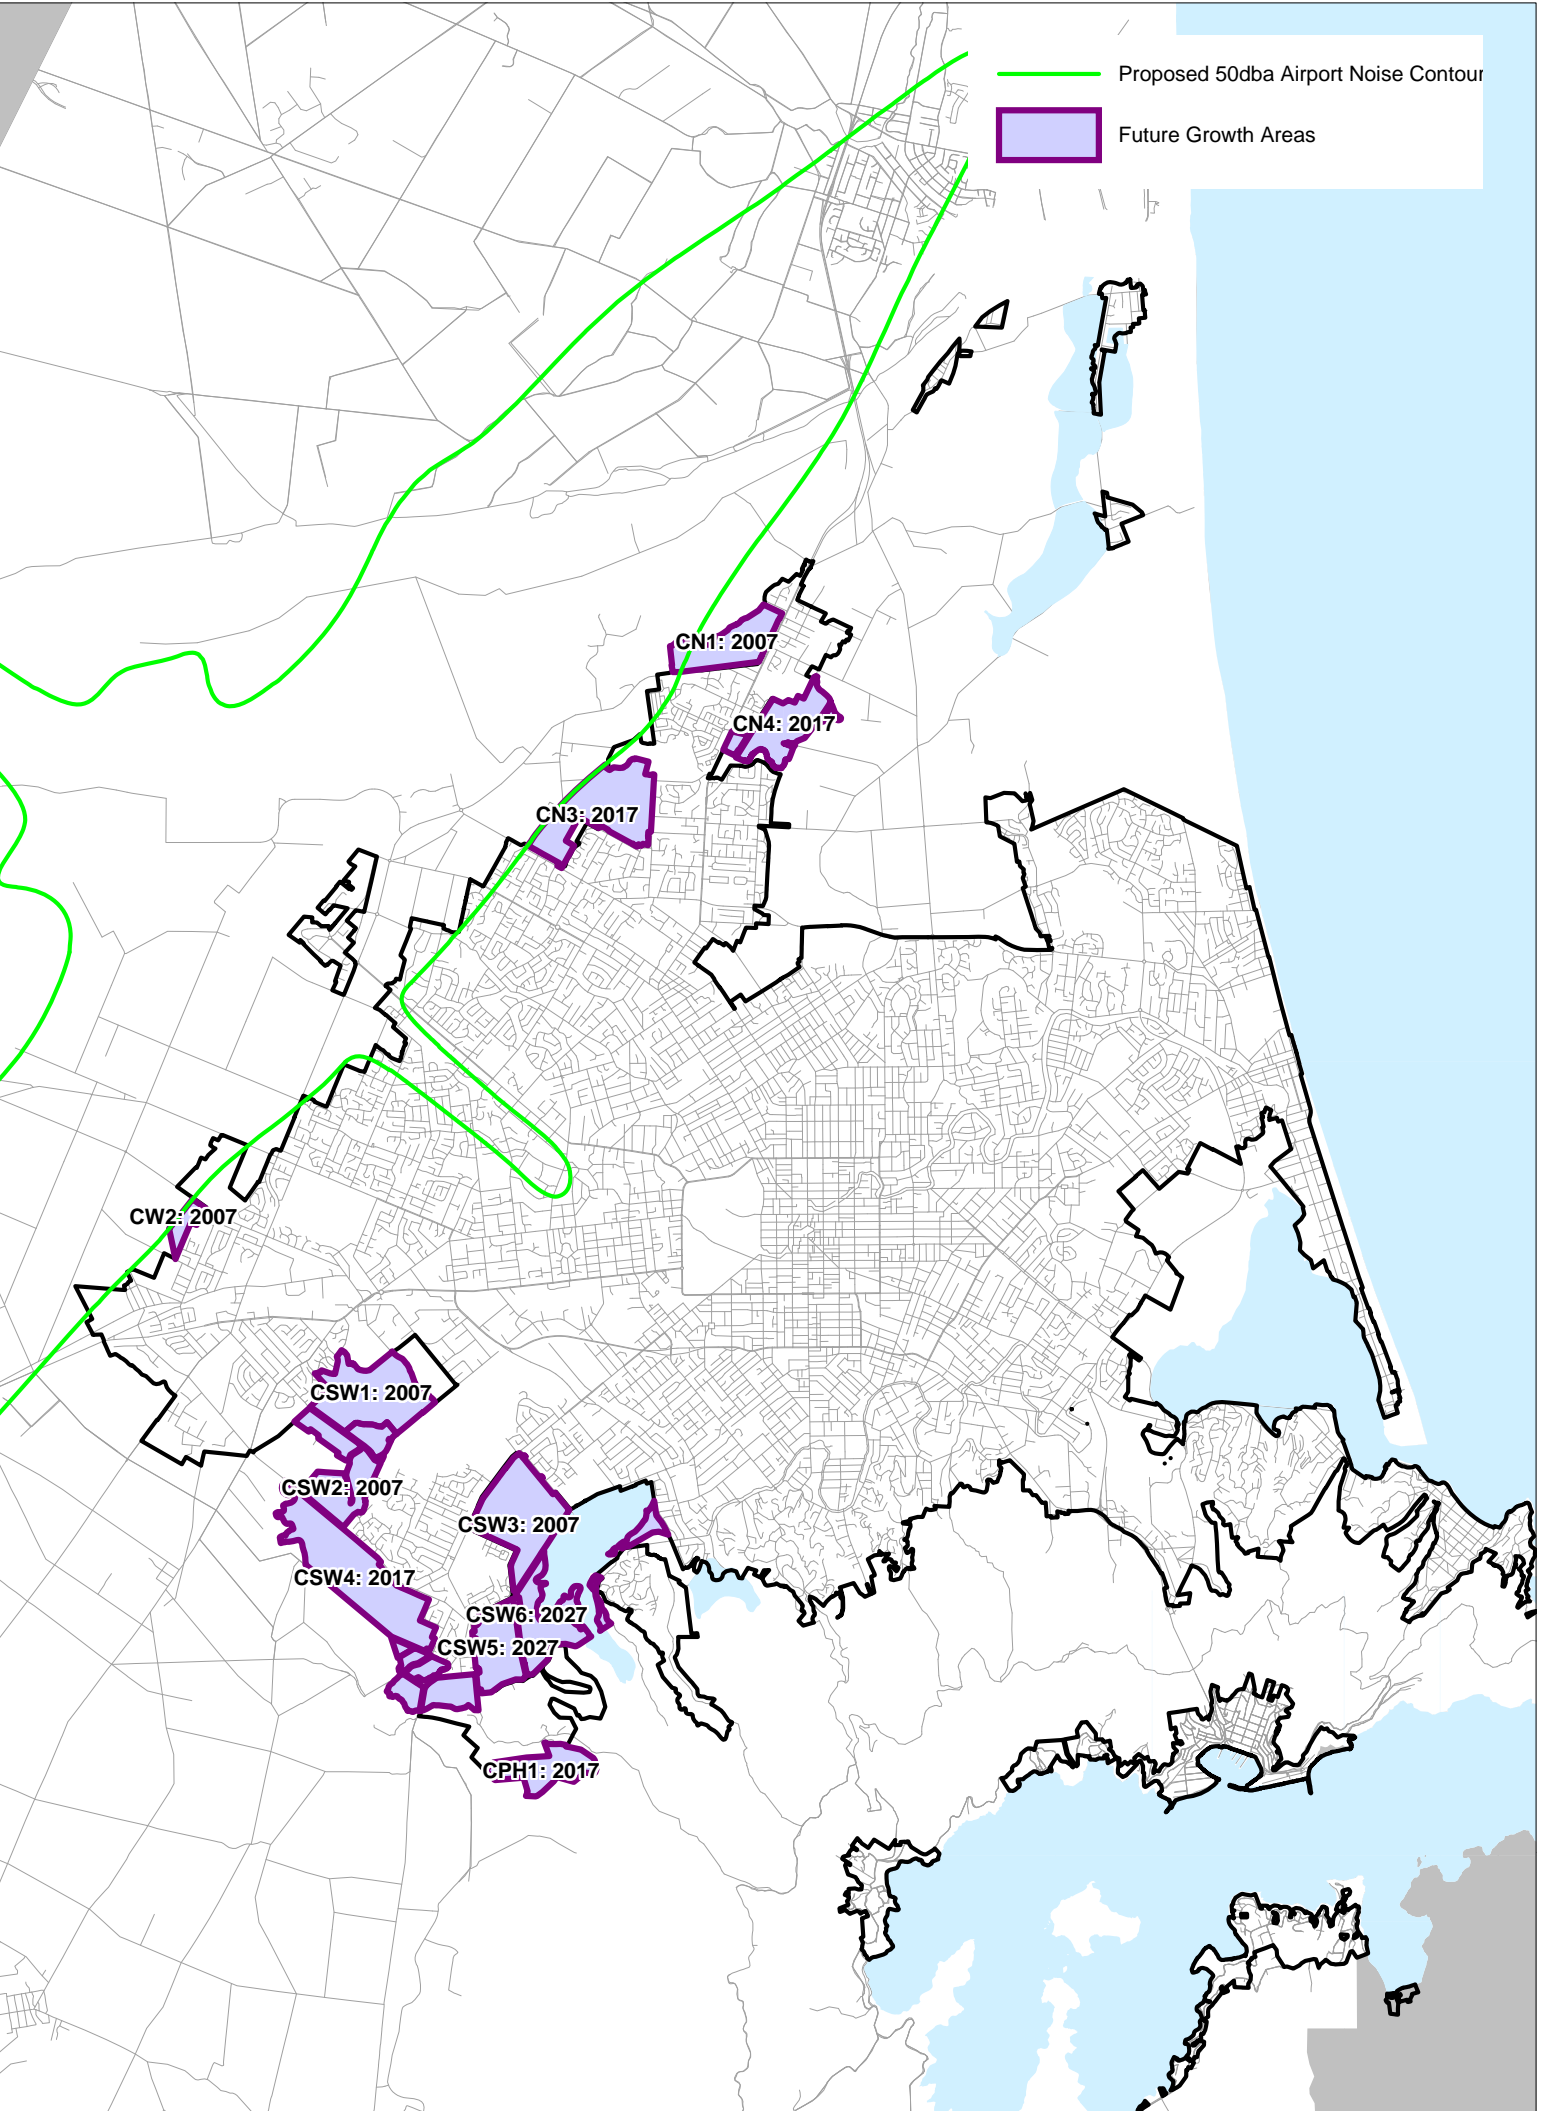 Proposed 50dba Airport Noise Contour
Future Growth Areas
CN1: 2007
CN4: 2017
CN3: 2017
CW2: 2007
CSW1: 2007
CSW2: 2007
CSW3: 2007
CSW4: 2017
CSW6: 2027
CSW5: 2027
CPH1: 2017